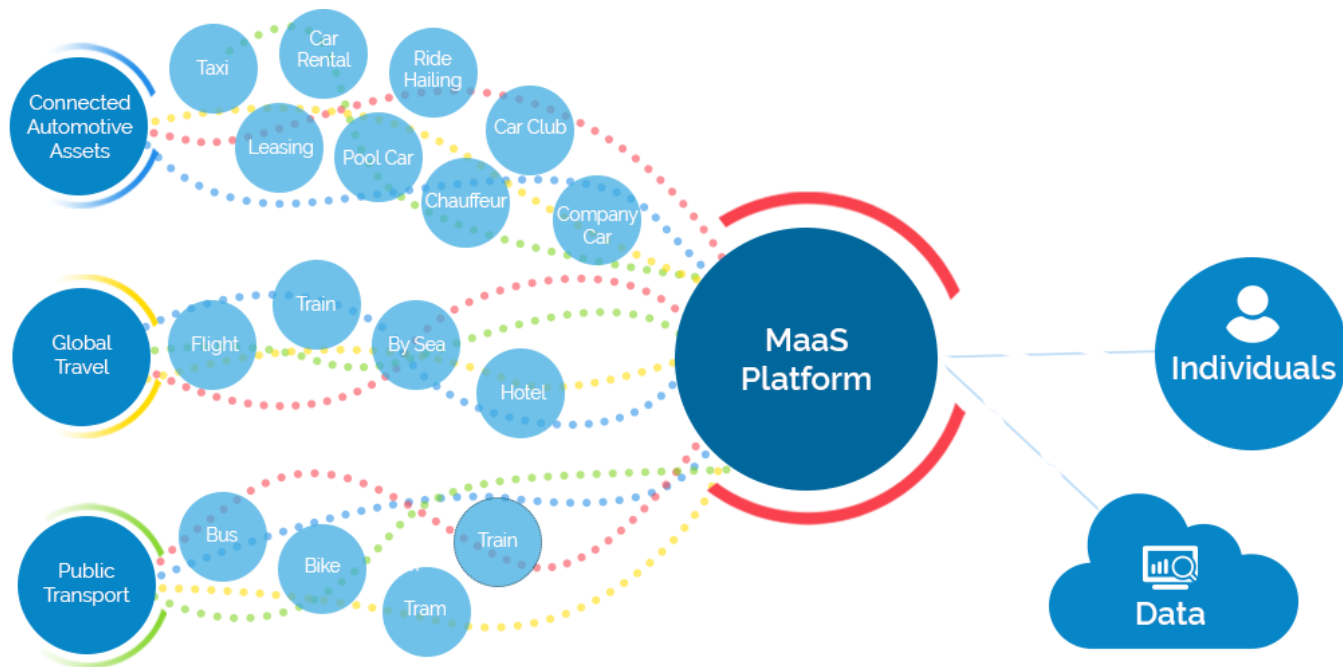 Connected
Automotive
Assets
Taxi
Car
Rental
Ride
Hailing
Leasing
Pool Car
Car Club
Chauffeur
Company
Car
Global
Travel
Flight
Train
By Sea
Hotel
Public
Transport
Bus
Bike
Tram
Train
MaaS
Platform
Individuals
Data